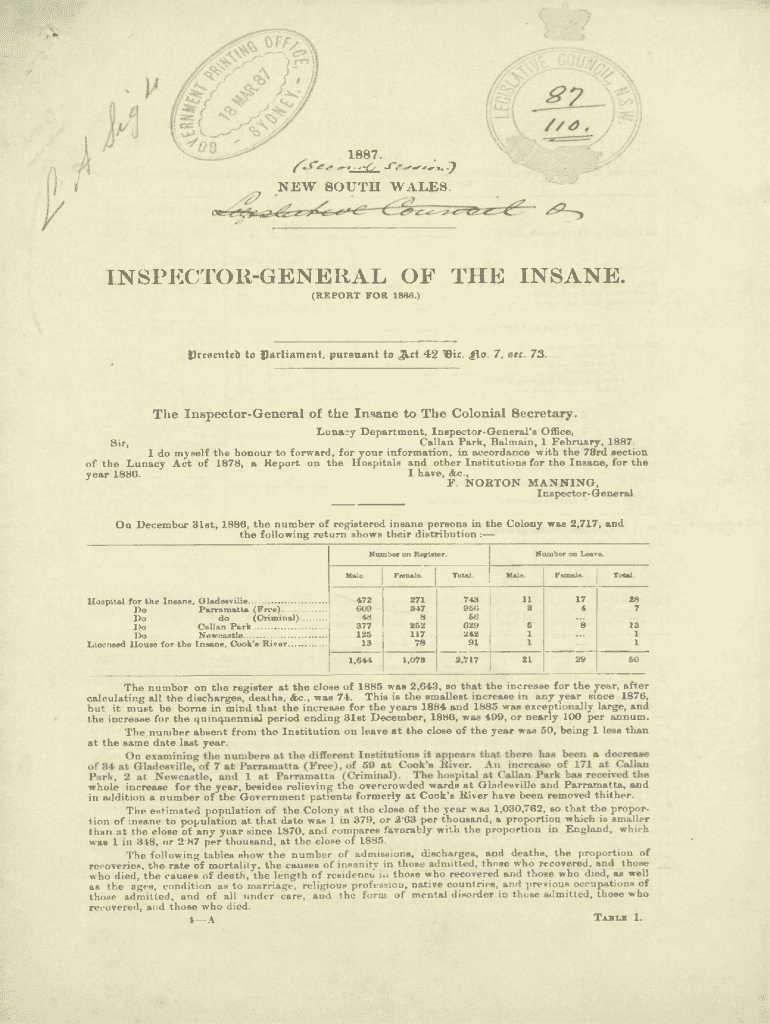 GOVERNMENT PRINTING OFFICE,
18 MAR 87
- SYDNEY. -
LEGISLATIVE COUNCIL, N.S.W.
87
110.
1887.
(Second Session.)
NEW SOUTH WALES.
Legislative Council
INSPECTOR-GENERAL OF THE INSANE.
(REPORT FOR 1886.)
Presented to Parliament, pursuant to Act 42 Vic. No. 7, sec. 73.
The Inspector-General of the Insane to The Colonial Secretary.
Lunacy Department, Inspector-General's Office,
Sir, Callan Park, Balmain, 1 February, 1887.
I do myself the honour to forward, for your information, in accordance with the 73rd section
of the Lunacy Act of 1878, a Report on the Hospitals and other Institutions for the Insane, for the
year 1886. I have, &c.,
F. NORTON MANNING,
Inspector-General.
On December 31st, 1886, the number of registered insane persons in the Colony was 2,717, and
the following return shows their distribution :—
Number on Register. Number on Leave.
Male. Female. Total. Male. Female. Total.
Hospital for the Insane, Gladesville 472 271 743 11 17 28
Do Parramatta (Free) 609 347 956 3 4 7
Do do (Criminal) 48 8 56 ...
Do Callan Park 377 252 629 5 8 13
Do Newcastle 125 117 242 1 ... 1
Licensed House for the Insane, Cook's River 13 78 91 1 ... 1
1,644 1,073 2,717 21 29 50
The number on the register at the close of 1885 was 2,643, so that the increase for the year, after
calculating all the discharges, deaths, &c., was 74. This is the smallest increase in any year since 1876,
but it must be borne in mind that the increase for the years 1884 and 1885 was exceptionally large, and
the increase for the quinquennial period ending 31st December, 1886, was 499, or nearly 100 per annum.
The number absent from the Institution on leave at the close of the year was 50, being 1 less than
at the same date last year.
On examining the numbers at the different Institutions it appears that there has been a decrease
of 34 at Gladesville, of 7 at Parramatta (Free), of 59 at Cook's River. An increase of 171 at Callan
Park, 2 at Newcastle, and 1 at Parramatta (Criminal). The hospital at Callan Park has received the
whole increase for the year, besides relieving the overcrowded wards at Gladesville and Parramatta, and
in addition a number of the Government patients formerly at Cook's River have been removed thither.
The estimated population of the Colony at the close of the year was 1,030,762, so that the propor-
tion of insane to population at that date was 1 in 379, or 2·63 per thousand, a proportion which is smaller
than at the close of any year since 1870, and compares favorably with the proportion in England, which
was 1 in 348, or 2·87 per thousand, at the close of 1885.
The following tables show the number of admissions, discharges, and deaths, the proportion of
recoveries, the rate of mortality, the causes of insanity in those admitted, those who recovered, and those
who died, the causes of death, the length of residence in those who recovered and those who died, as well
as the ages, condition as to marriage, religious profession, native countries, and previous occupations of
those admitted, and of all under care, and the form of mental disorder in those admitted, those who
recovered, and those who died.
4—A TABLE 1.